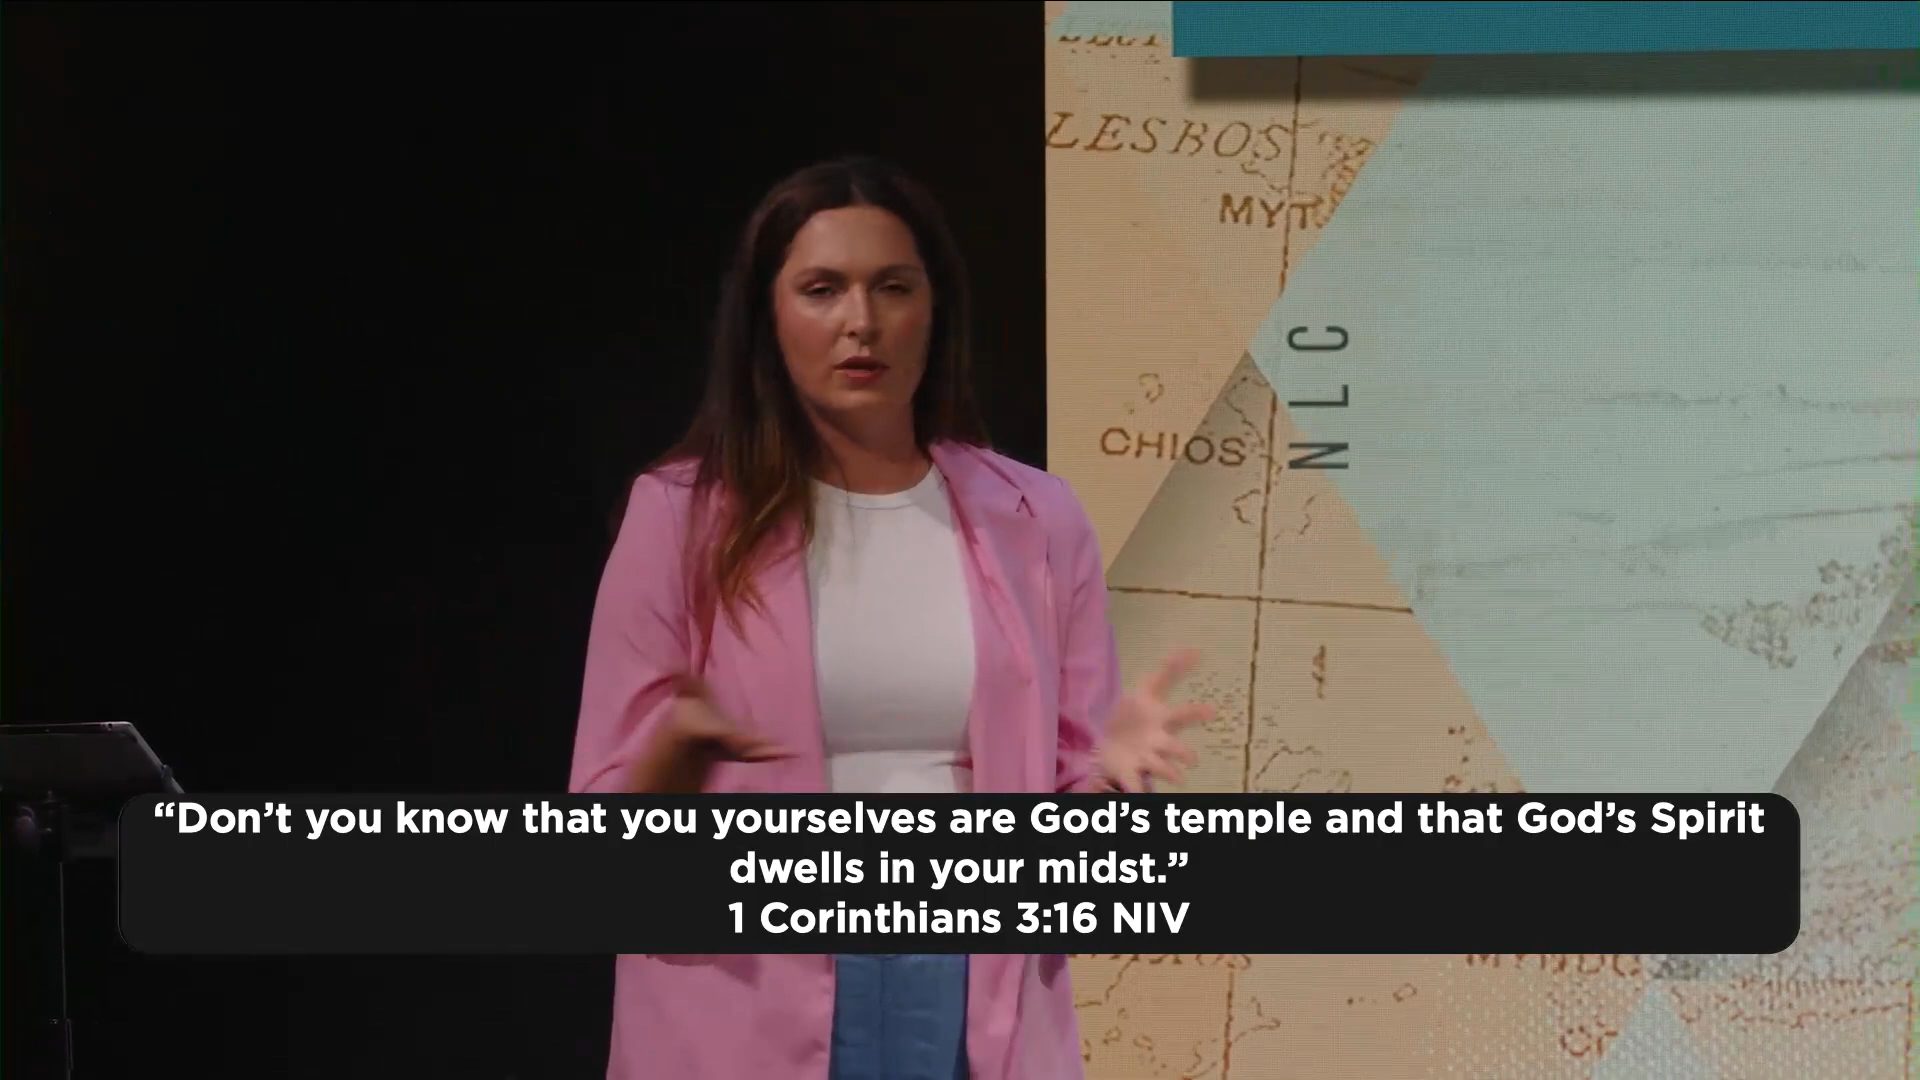 LESBOS
MYT
CHIOS
NLC
“Don’t you know that you yourselves are God’s temple and that God’s Spirit
dwells in your midst.”
1 Corinthians 3:16 NIV